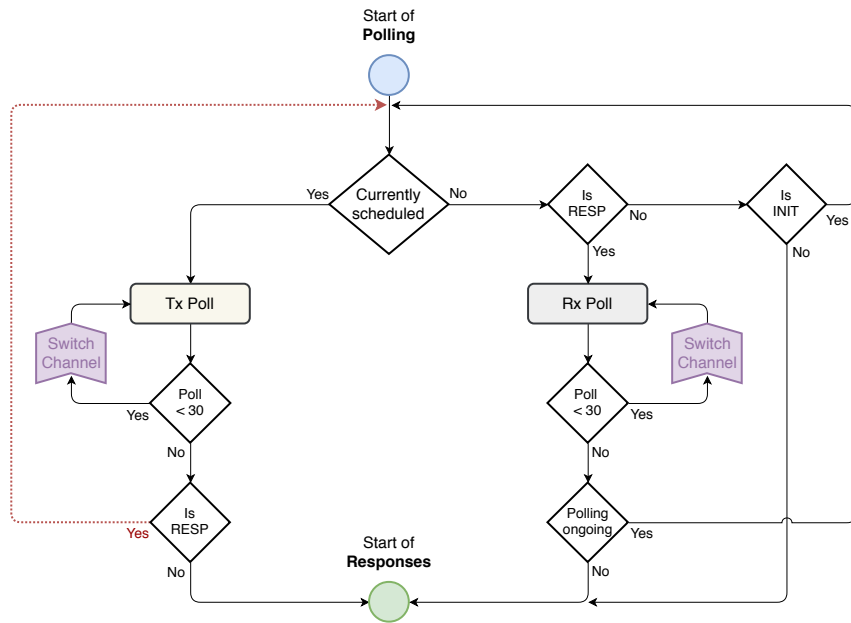 Start of
Polling
Currently
scheduled
Yes
No
Is
RESP
No
Yes
Is
INIT
Yes
No
Tx Poll
Rx Poll
Switch
Channel
Switch
Channel
Poll
< 30
Yes
No
Poll
< 30
Yes
No
Is
RESP
Yes
No
Polling
ongoing
Yes
No
Start of
Responses